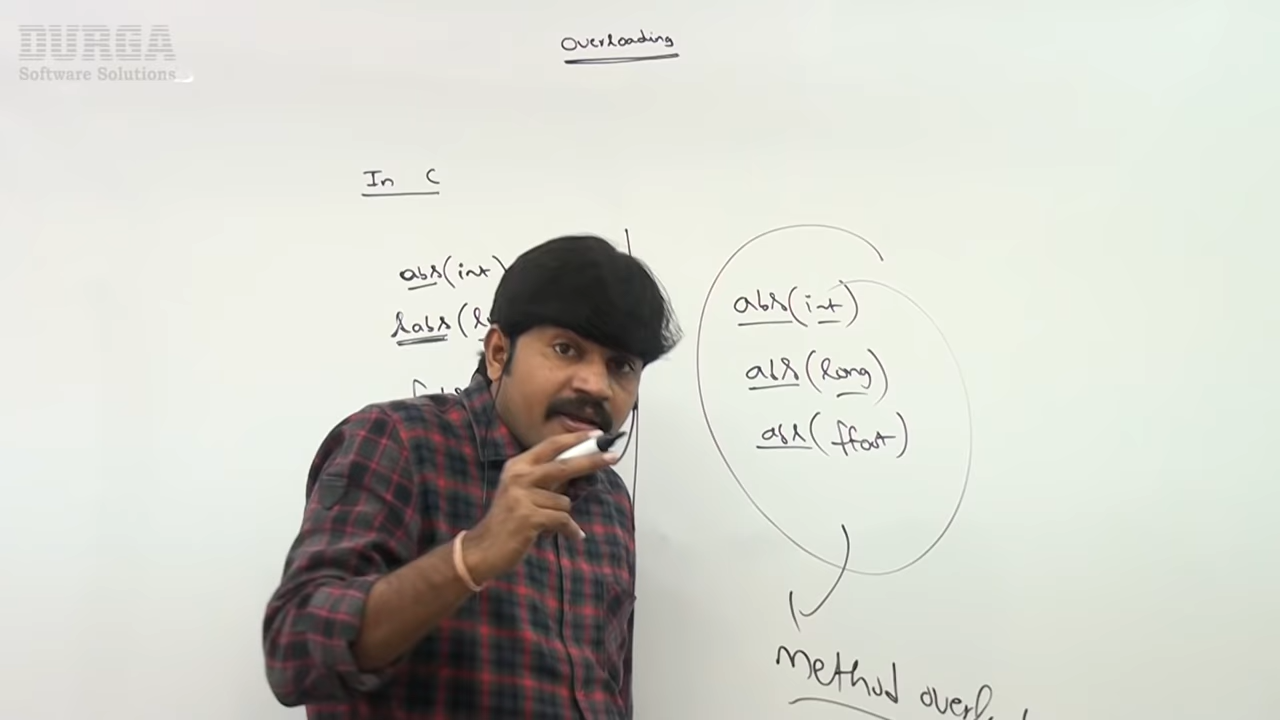 DURGA
Software Solutions
Overloading
In C
abs(int)
labs(
abs(int)
abs(long)
abs(float)
Method